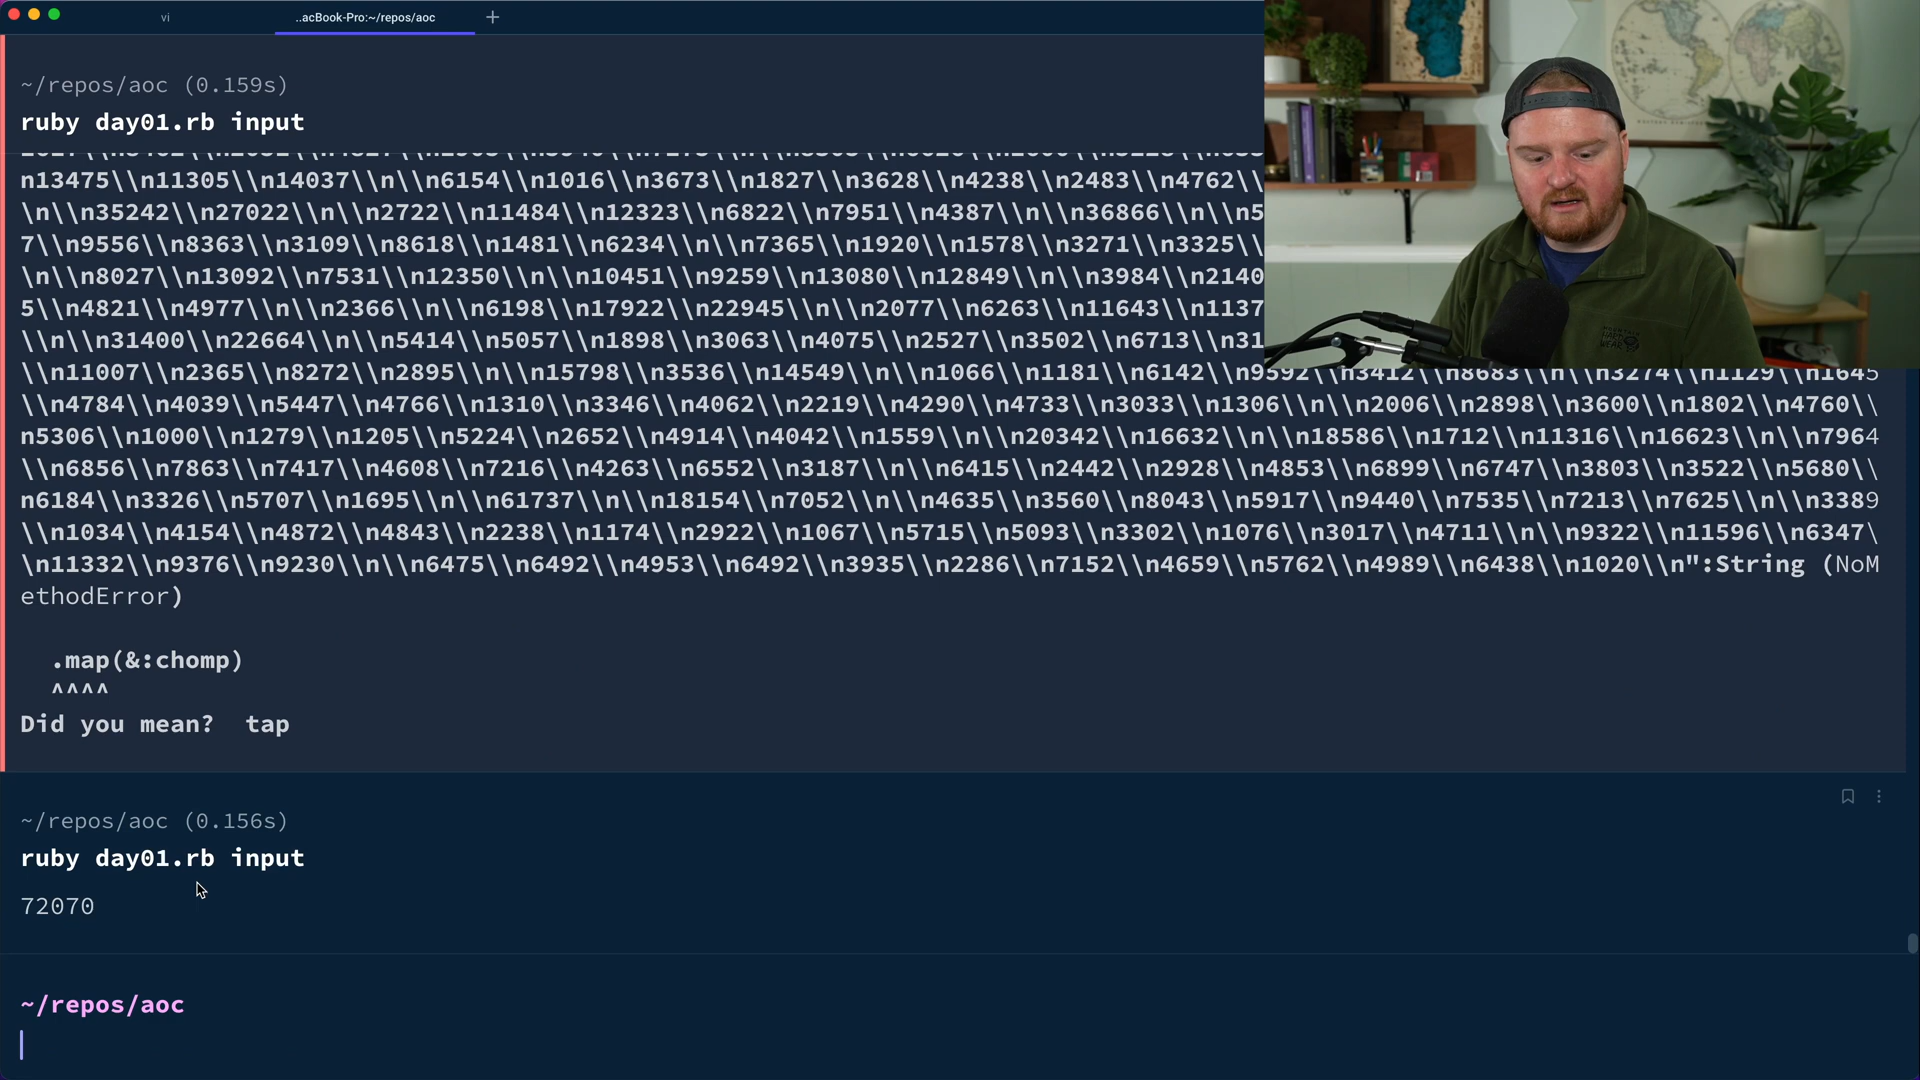 vi
..acBook-Pro:~/repos/aoc
~/repos/aoc (0.159s)
ruby day01.rb input
n13475\\n11305\\n14037\\n\\n6154\\n1016\\n3673\\n1827\\n3628\\n4238\\n2483\\n4762\\
\n\\n35242\\n27022\\n\\n2722\\n11484\\n12323\\n6822\\n7951\\n4387\\n\\n36866\\n\\n5
7\\n9556\\n8363\\n3109\\n8618\\n1481\\n6234\\n\\n7365\\n1920\\n1578\\n3271\\n3325\\
\n\\n8027\\n13092\\n7531\\n12350\\n\\n10451\\n9259\\n13080\\n12849\\n\\n3984\\n2140
5\\n4821\\n4977\\n\\n2366\\n\\n6198\\n17922\\n22945\\n\\n2077\\n6263\\n11643\\n1137
\\n\\n31400\\n22664\\n\\n5414\\n5057\\n1898\\n3063\\n4075\\n2527\\n3502\\n6713\\n31
\\n11007\\n2365\\n8272\\n2895\\n\\n15798\\n3536\\n14549\\n\\n1066\\n1181\\n6142\\n9592\\n3412\\n8683\\n\\n3274\\n1129\\n1645
\\n4784\\n4039\\n5447\\n4766\\n1310\\n3346\\n4062\\n2219\\n4290\\n4733\\n3033\\n1306\\n\\n2006\\n2898\\n3600\\n1802\\n4760\\
n5306\\n1000\\n1279\\n1205\\n5224\\n2652\\n4914\\n4042\\n1559\\n\\n20342\\n16632\\n\\n18586\\n1712\\n11316\\n16623\\n\\n7964
\\n6856\\n7863\\n7417\\n4608\\n7216\\n4263\\n6552\\n3187\\n\\n6415\\n2442\\n2928\\n4853\\n6899\\n6747\\n3803\\n3522\\n5680\\
n6184\\n3326\\n5707\\n1695\\n\\n61737\\n\\n18154\\n7052\\n\\n4635\\n3560\\n8043\\n5917\\n9440\\n7535\\n7213\\n7625\\n\\n3389
\\n1034\\n4154\\n4872\\n4843\\n2238\\n1174\\n2922\\n1067\\n5715\\n5093\\n3302\\n1076\\n3017\\n4711\\n\\n9322\\n11596\\n6347\
\n11332\\n9376\\n9230\\n\\n6475\\n6492\\n4953\\n6492\\n3935\\n2286\\n7152\\n4659\\n5762\\n4989\\n6438\\n1020\\n":String (NoM
ethodError)
.map(&:chomp)
^^^^
Did you mean?  tap
~/repos/aoc (0.156s)
ruby day01.rb input
72070
~/repos/aoc